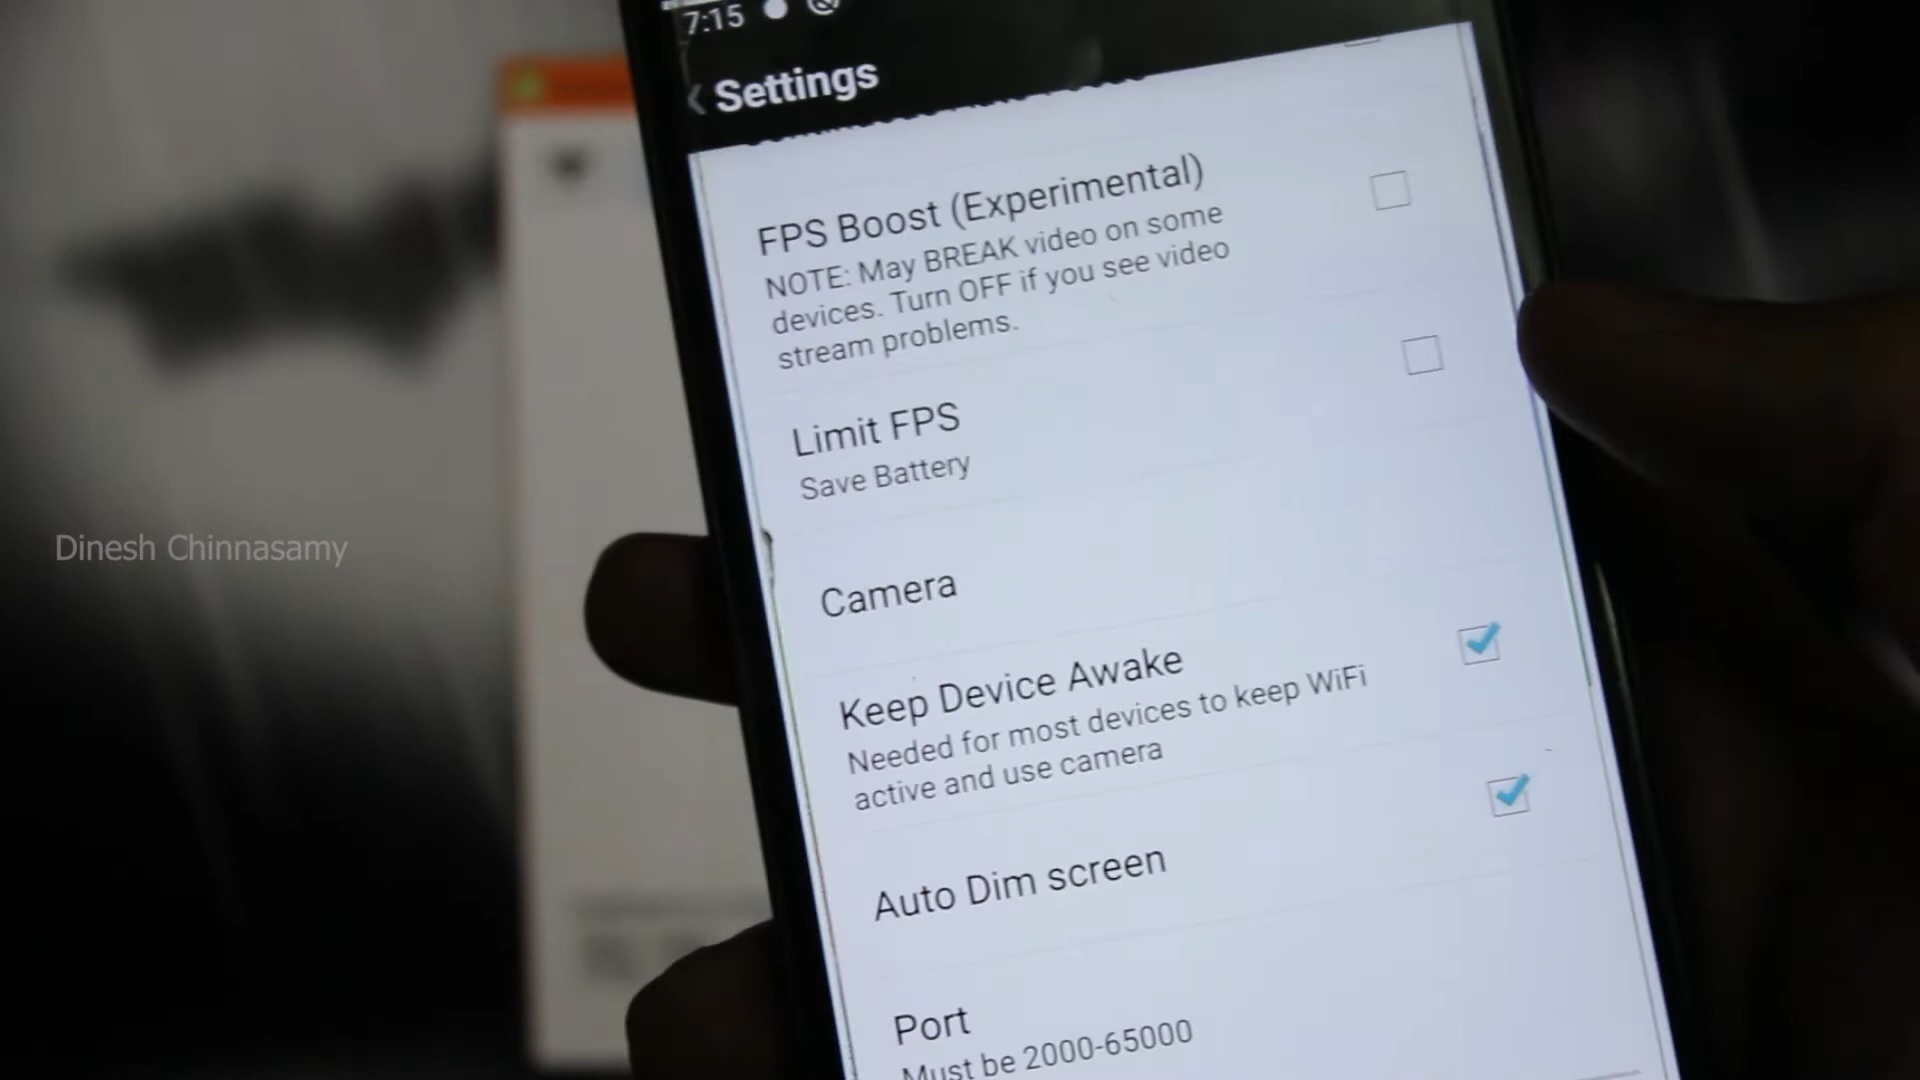 7:15
Settings
FPS Boost (Experimental)
NOTE: May BREAK video on some
devices. Turn OFF if you see video
stream problems.
Limit FPS
Save Battery
Camera
Keep Device Awake
Needed for most devices to keep WiFi
active and use camera
Auto Dim screen
Port
Must be 2000-65000
Dinesh Chinnasamy